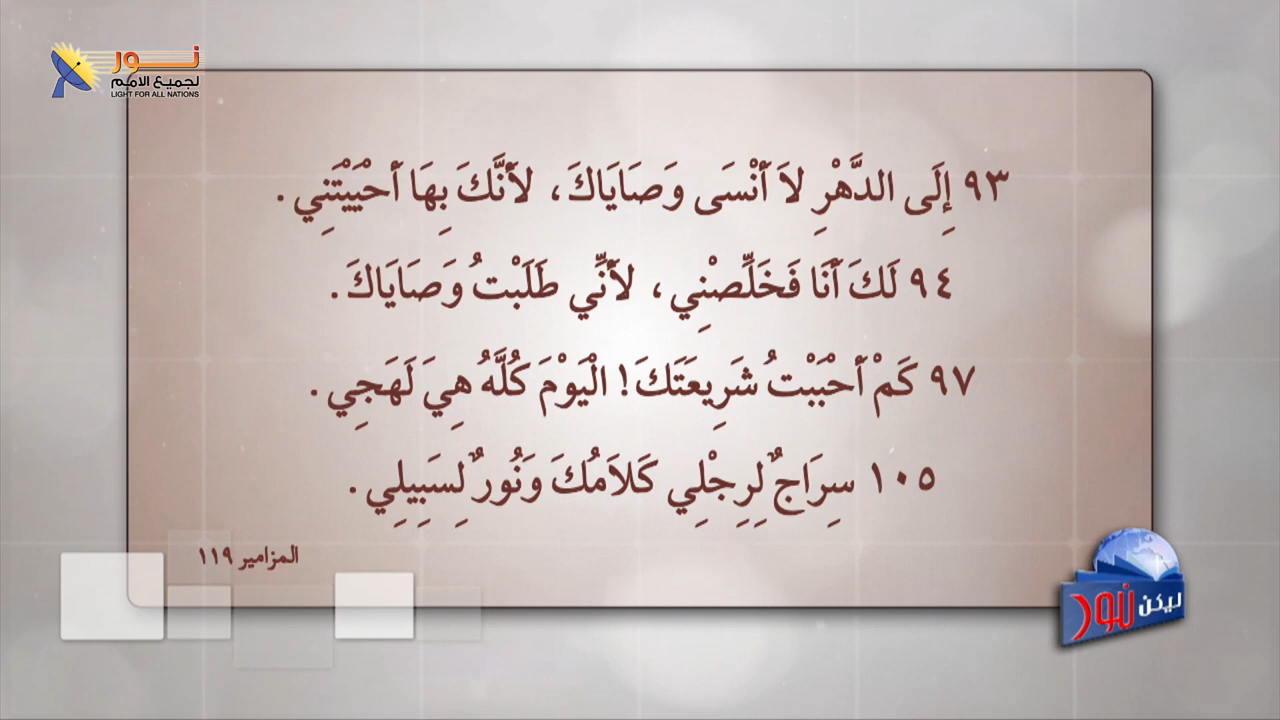 نور
لجميع الامم
LIGHT FOR ALL NATIONS
٩٣ إِلَى الدَّهْرِ لاَ أَنْسَى وَصَايَاكَ، لأَنَّكَ بِهَا أَحْيَيْتَنِي.
٩٤ لَكَ أَنَا فَخَلِّصْنِي، لأَنِّي طَلَبْتُ وَصَايَاكَ.
٩٧ كَمْ أَحْبَبْتُ شَرِيعَتَكَ! الْيَوْمَ كُلَّهُ هِيَ لَهَجِي.
١٠٥ سِرَاجٌ لِرِجْلِي كَلاَمُكَ وَنُورٌ لِسَبِيلِي.
المزامير ١١٩
ليكن نور